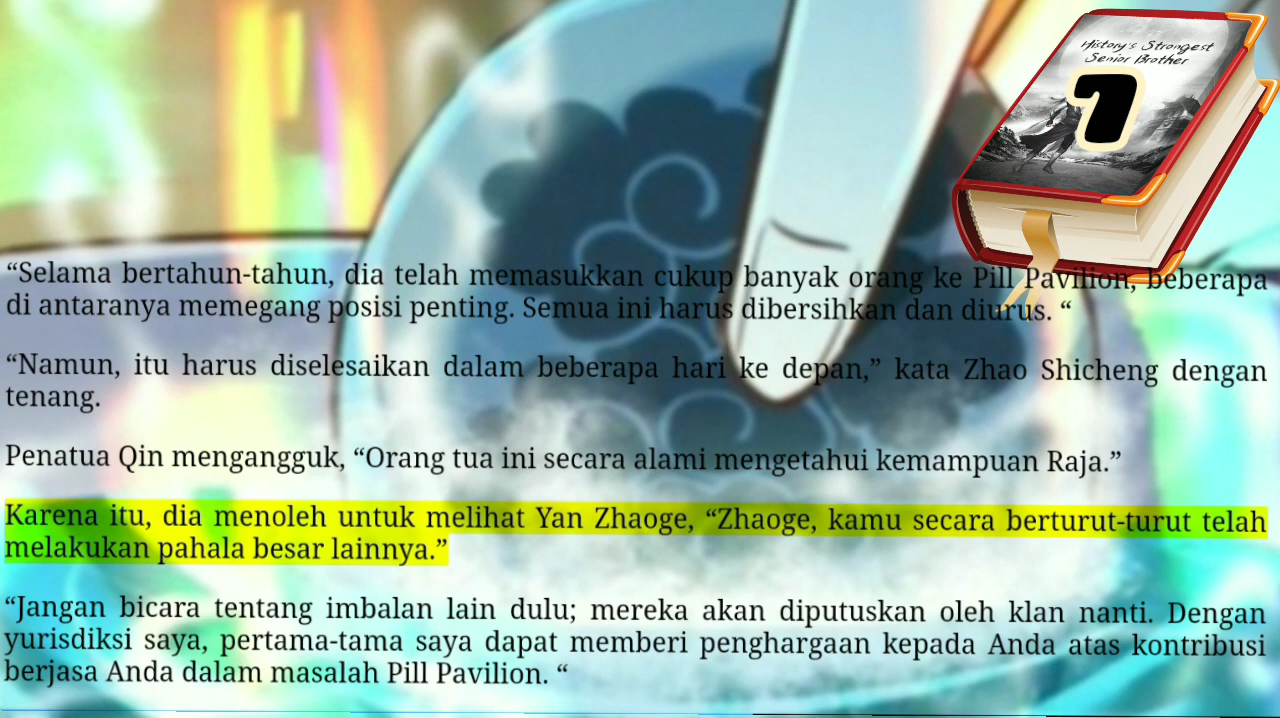 History's Strongest
Senior Brother
“Selama bertahun-tahun, dia telah memasukkan cukup banyak orang ke Pill Pavilion, beberapa
di antaranya memegang posisi penting. Semua ini harus dibersihkan dan diurus. “
“Namun, itu harus diselesaikan dalam beberapa hari ke depan,” kata Zhao Shicheng dengan
tenang.
Penatua Qin mengangguk, “Orang tua ini secara alami mengetahui kemampuan Raja.”
Karena itu, dia menoleh untuk melihat Yan Zhaoge, “Zhaoge, kamu secara berturut-turut telah
melakukan pahala besar lainnya.”
“Jangan bicara tentang imbalan lain dulu; mereka akan diputuskan oleh klan nanti. Dengan
yurisdiksi saya, pertama-tama saya dapat memberi penghargaan kepada Anda atas kontribusi
berjasa Anda dalam masalah Pill Pavilion. “